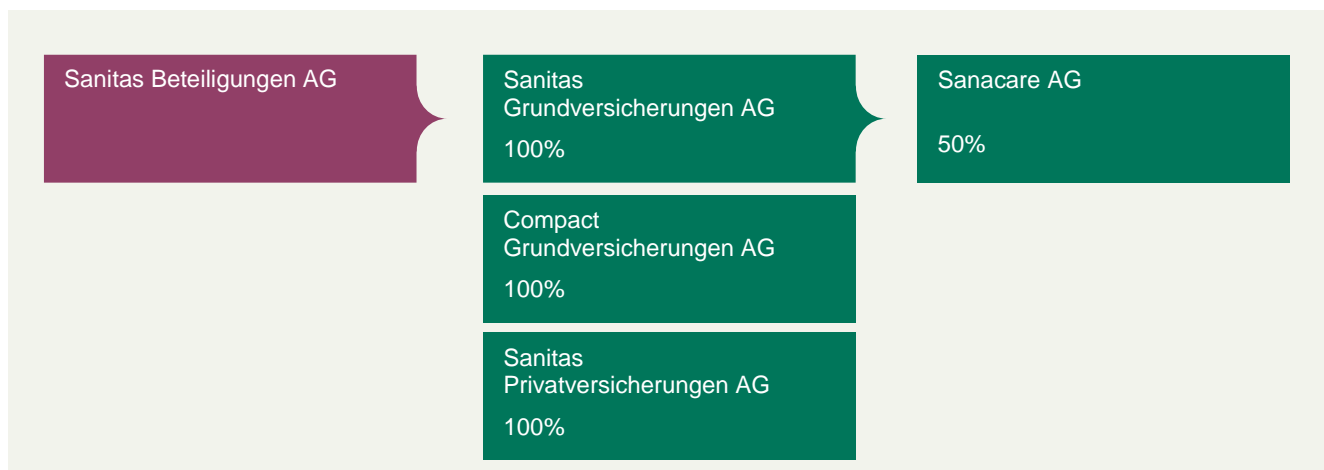 Sanitas Beteiligungen AG
Sanitas
Grundversicherungen AG
100%
Sanacare AG
50%
Compact
Grundversicherungen AG
100%
Sanitas
Privatversicherungen AG
100%